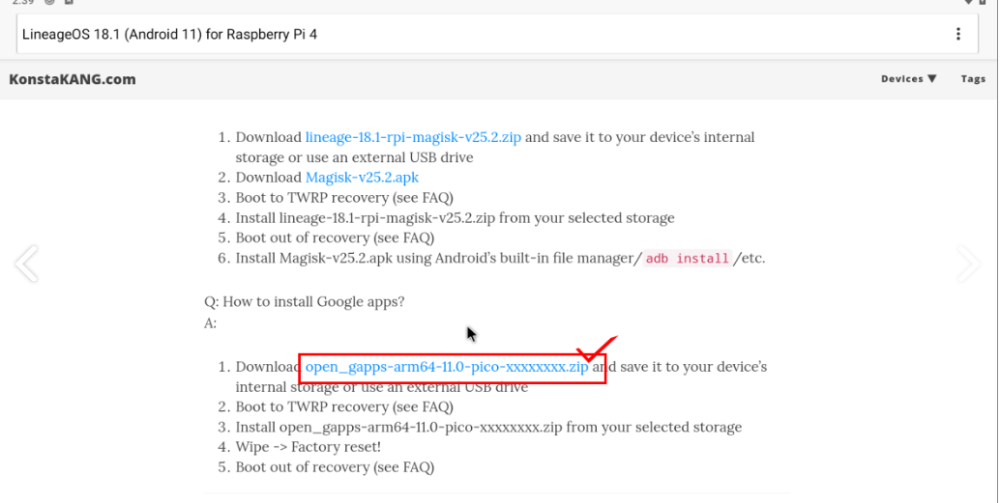 2:39
LineageOS 18.1 (Android 11) for Raspberry Pi 4
KonstaKANG.com
Devices ▼ Tags
1. Download lineage-18.1-rpi-magisk-v25.2.zip and save it to your device's internal
storage or use an external USB drive
2. Download Magisk-v25.2.apk
3. Boot to TWRP recovery (see FAQ)
4. Install lineage-18.1-rpi-magisk-v25.2.zip from your selected storage
5. Boot out of recovery (see FAQ)
6. Install Magisk-v25.2.apk using Android's built-in file manager/ adb install /etc.
Q: How to install Google apps?
A:
1. Download open_gapps-arm64-11.0-pico-xxxxxxxx.zip and save it to your device's
internal storage or use an external USB drive
2. Boot to TWRP recovery (see FAQ)
3. Install open_gapps-arm64-11.0-pico-xxxxxxxx.zip from your selected storage
4. Wipe -> Factory reset!
5. Boot out of recovery (see FAQ)